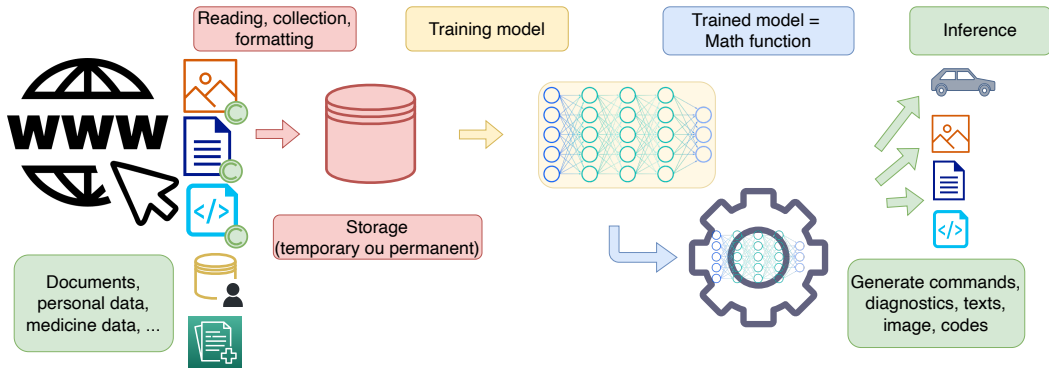 Reading, collection,
formatting
Training model
Trained model =
Math function
Inference
www
©
©
</>
©
Storage
(temporary ou permanent)
Documents,
personal data,
medicine data, ...
</>
Generate commands,
diagnostics, texts,
image, codes